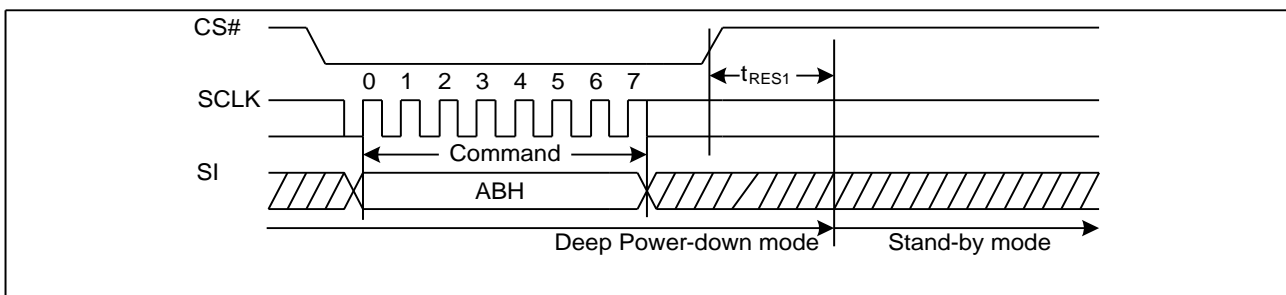 CS#
tRES1
0 1 2 3 4 5 6 7
SCLK
Command
SI
ABH
Deep Power-down mode
Stand-by mode